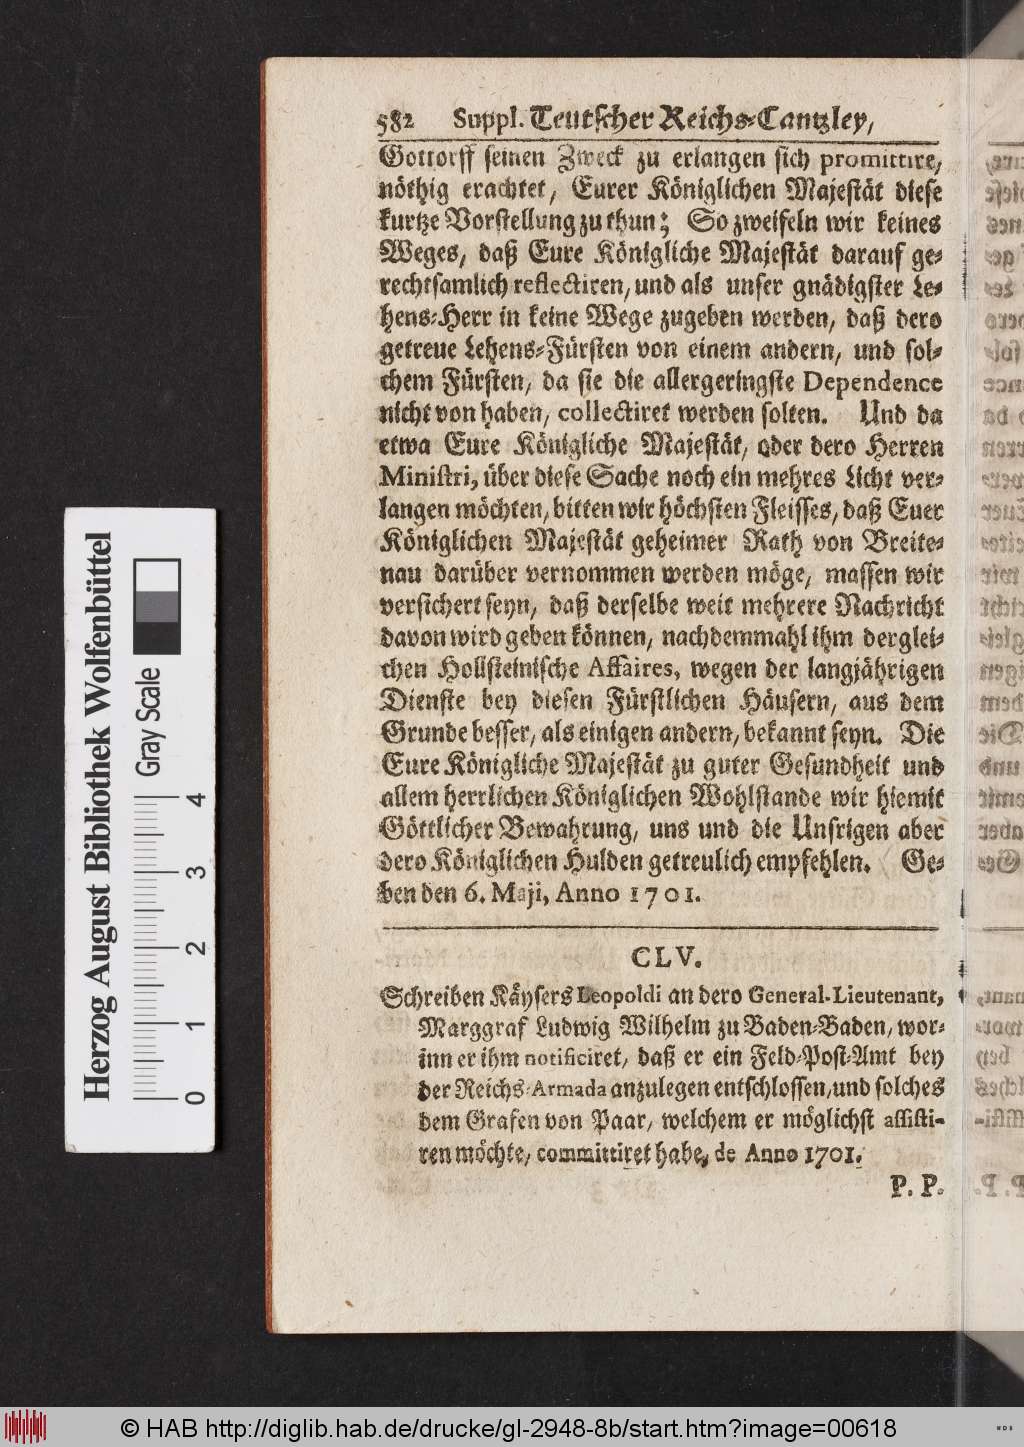 582 Suppl. Teutscher Reichs-Cantzley,
Gottorff seinen Zweck zu erlangen sich promittire,
nöthig erachtet, Eurer Königlichen Majestät diese
kurtze Vorstellung zu thun; So zweifeln wir keines
Weges, daß Eure Königliche Majestät darauf ge-
rechtsamlich reflectiren, und als unser gnädigster Le-
hens-Herr in keine Wege zugeben werden, daß dero
getreue Lehens-Fürsten von einem andern, und sol-
chem Fürsten, da sie die allergeringste Dependence
nicht von haben, collectiret werden solten. Und da
etwa Eure Königliche Majestät, oder dero Herren
Ministri, über diese Sache noch ein mehres Licht ver-
langen möchten, bitten wir höchsten Fleisses, daß Euer
Königlichen Majestät geheimer Rath von Breite-
nau darüber vernommen werden möge, massen wir
versichert seyn, daß derselbe weit mehrere Nachricht
davon wird geben können, nachdemmahl ihm derglei-
chen Hollsteinische Affaires, wegen der langjährigen
Dienste bey diesen Fürstlichen Häusern, aus dem
Grunde besser, als einigen andern, bekannt seyn. Die
Eure Königliche Majestät zu guter Gesundheit und
allem herrlichen Königlichen Wohlstande wir hiemit
Göttlicher Bewahrung, uns und die Unsrigen aber
dero Königlichen Hulden getreulich empfehlen. Ge-
ben den 6. Maji, Anno 1701.
CLV.
Schreiben Käysers Leopoldi an dero General-Lieutenant,
Marggraf Ludwig Wilhelm zu Baden-Baden, wor-
inn er ihm notificiret, daß er ein Feld-Post-Amt bey
der Reichs-Armada anzulegen entschlossen, und solches
dem Grafen von Paar, welchem er möglichst assisti-
ren möchte, committiret habe, de Anno 1701.
P. P.
Herzog August Bibliothek Wolfenbüttel
Gray Scale
0 1 2 3 4
© HAB http://diglib.hab.de/drucke/gl-2948-8b/start.htm?image=00618